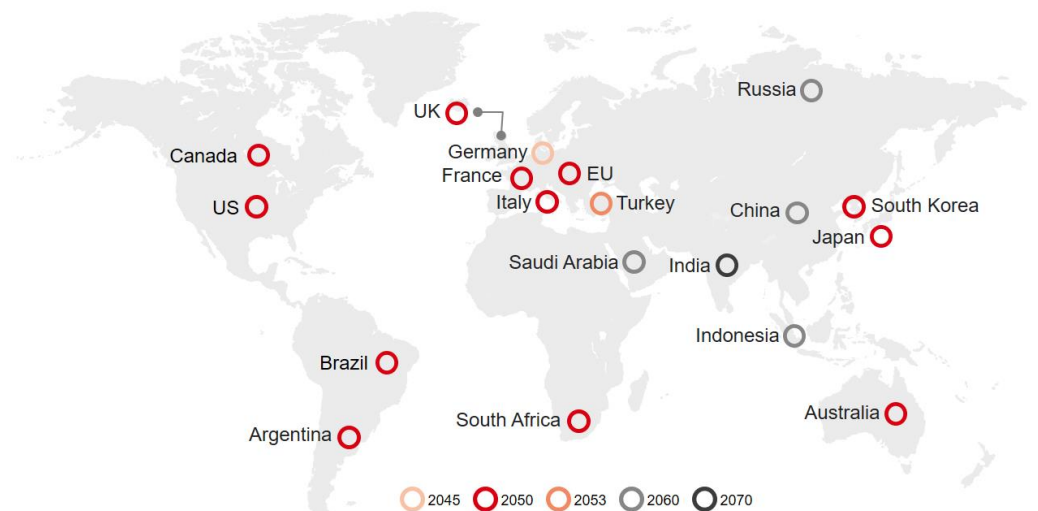 Russia
UK
Canada
Germany
France
EU
US
Italy
Turkey
China
South Korea
Japan
Saudi Arabia
India
Indonesia
Brazil
South Africa
Australia
Argentina
2045 2050 2053 2060 2070